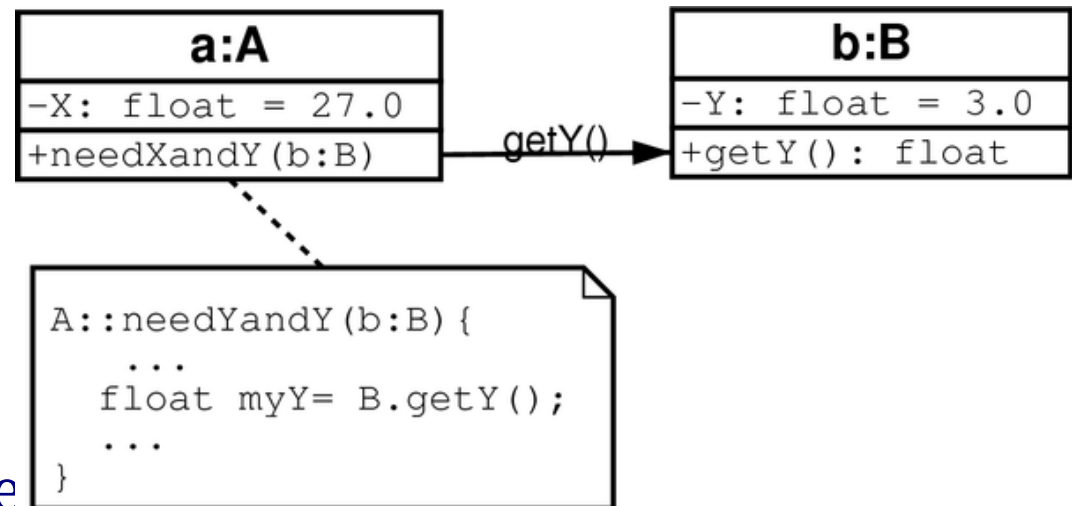 a:A
-X: float = 27.0
+needXandY(b:B)
getY()
b:B
-Y: float = 3.0
+getY(): float
A::needYandY(b:B){
...
float myY= B.getY();
...
}